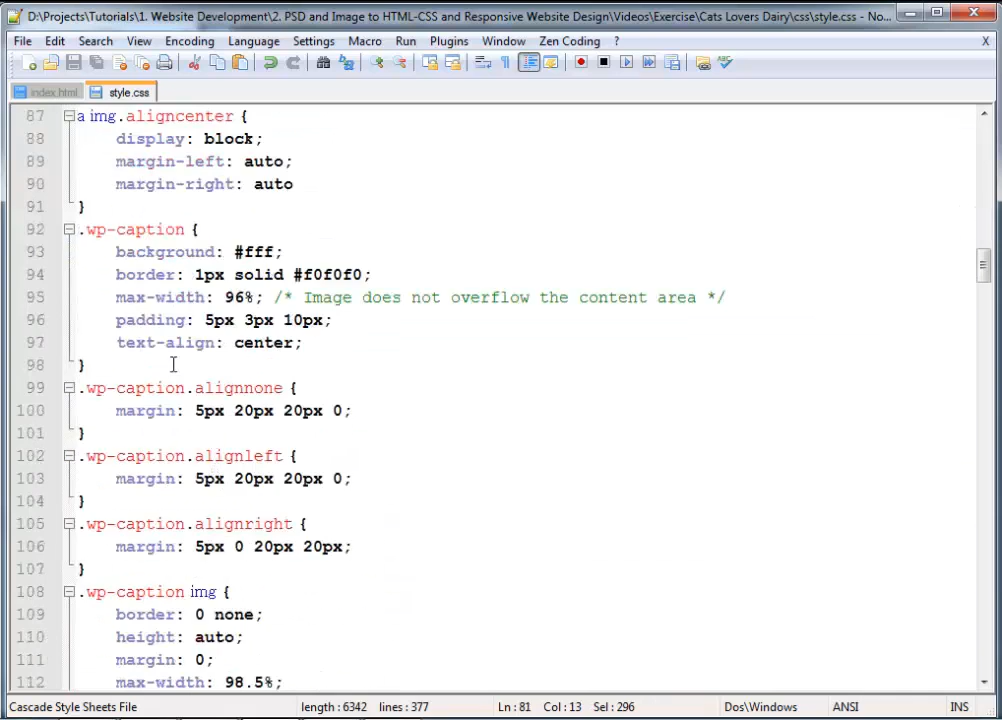 D:\Projects\Tutorials\1. Website Development\2. PSD and Image to HTML-CSS and Responsive Website Design\Videos\Exercise\Cats Lovers Dairy\css\style.css - No...
File Edit Search View Encoding Language Settings Macro Run Plugins Window Zen Coding ? X
index.html style.css
87 a img.aligncenter {
88 display: block;
89 margin-left: auto;
90 margin-right: auto
91 }
92 .wp-caption {
93 background: #fff;
94 border: 1px solid #f0f0f0;
95 max-width: 96%; /* Image does not overflow the content area */
96 padding: 5px 3px 10px;
97 text-align: center;
98 }
99 .wp-caption.alignnone {
100 margin: 5px 20px 20px 0;
101 }
102 .wp-caption.alignleft {
103 margin: 5px 20px 20px 0;
104 }
105 .wp-caption.alignright {
106 margin: 5px 0 20px 20px;
107 }
108 .wp-caption img {
109 border: 0 none;
110 height: auto;
111 margin: 0;
112 max-width: 98.5%;
Cascade Style Sheets File length : 6342 lines : 377 Ln : 81 Col : 13 Sel : 296 Dos\Windows ANSI INS